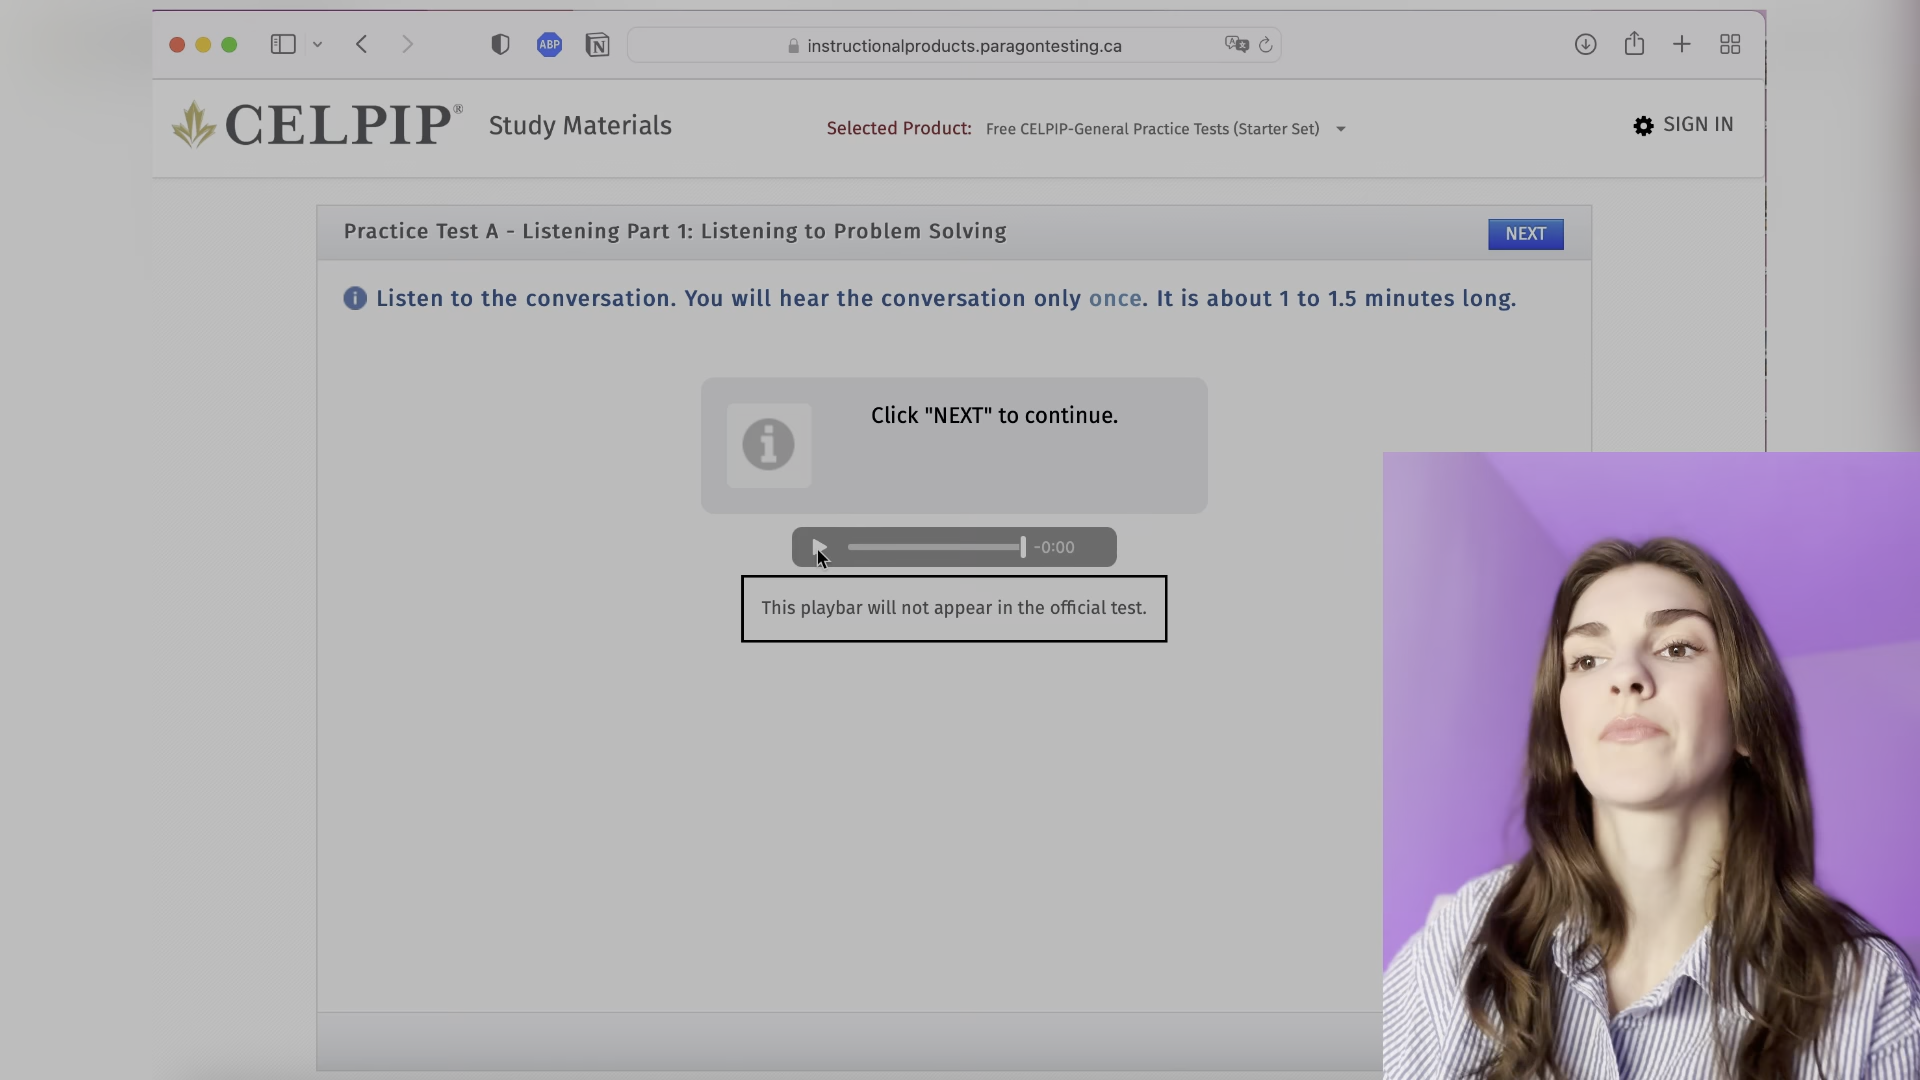 ABP
instructionalproducts.paragontesting.ca
CELPIP®
Study Materials
Selected Product: Free CELPIP-General Practice Tests (Starter Set)
SIGN IN
Practice Test A - Listening Part 1: Listening to Problem Solving
NEXT
Listen to the conversation. You will hear the conversation only once. It is about 1 to 1.5 minutes long.
Click "NEXT" to continue.
-0:00
This playbar will not appear in the official test.